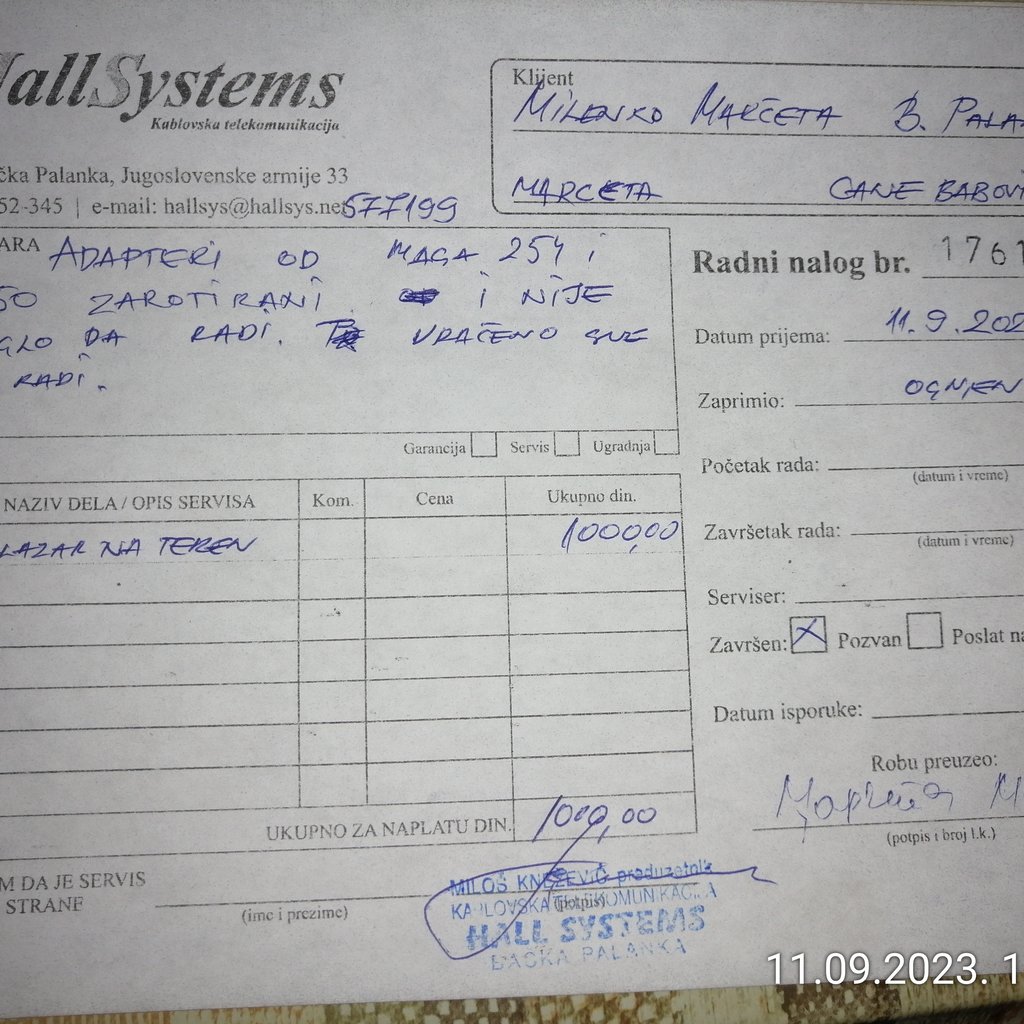 HallSystems
Kablovska telekomunikacija
čka Palanka, Jugoslovenske armije 33
52-345 | e-mail: hallsys@hallsys.net
577199
Klijent
MILENKO MARČETA B. PALA
MARČETA GANE BABOVI
ARA ADAPTERI OD MAGA 254 i
50 ZAROTIRANI i NIJE
GLO DA RADI. VRAĆENO SVE
RADI.
Garancija Servis Ugradnja
Radni nalog br. 1761
Datum prijema: 11.9.202
Zaprimio: OGNJEN
Početak rada:
(datum i vreme)
Završetak rada:
(datum i vreme)
Serviser:
Završen: X Pozvan Poslat na
Datum isporuke:
Robu preuzeo:
Марчета М
(potpis i broj l.k.)
NAZIV DELA / OPIS SERVISA Kom. Cena Ukupno din.
LAZAR NA TEREN 1000,00
UKUPNO ZA NAPLATU DIN. 1000,00
M DA JE SERVIS
STRANE
(ime i prezime)
(potpis)
MILOŠ KNEŽEVIĆ preduzetnik
KABLOVSKA TELEKOMUNIKACIJA
HALL SYSTEMS
BAČKA PALANKA
11.09.2023. 1